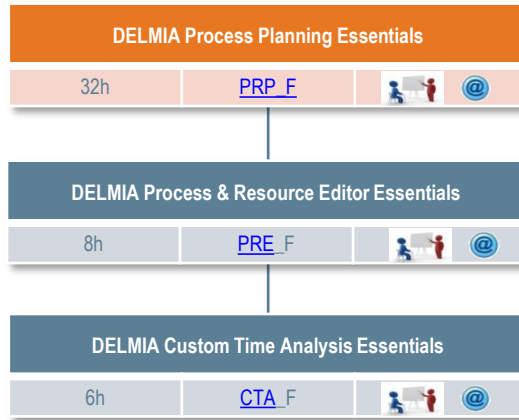 DELMIA Process Planning Essentials
32h PRP_F @
DELMIA Process & Resource Editor Essentials
8h PRE_F @
DELMIA Custom Time Analysis Essentials
6h CTA_F @